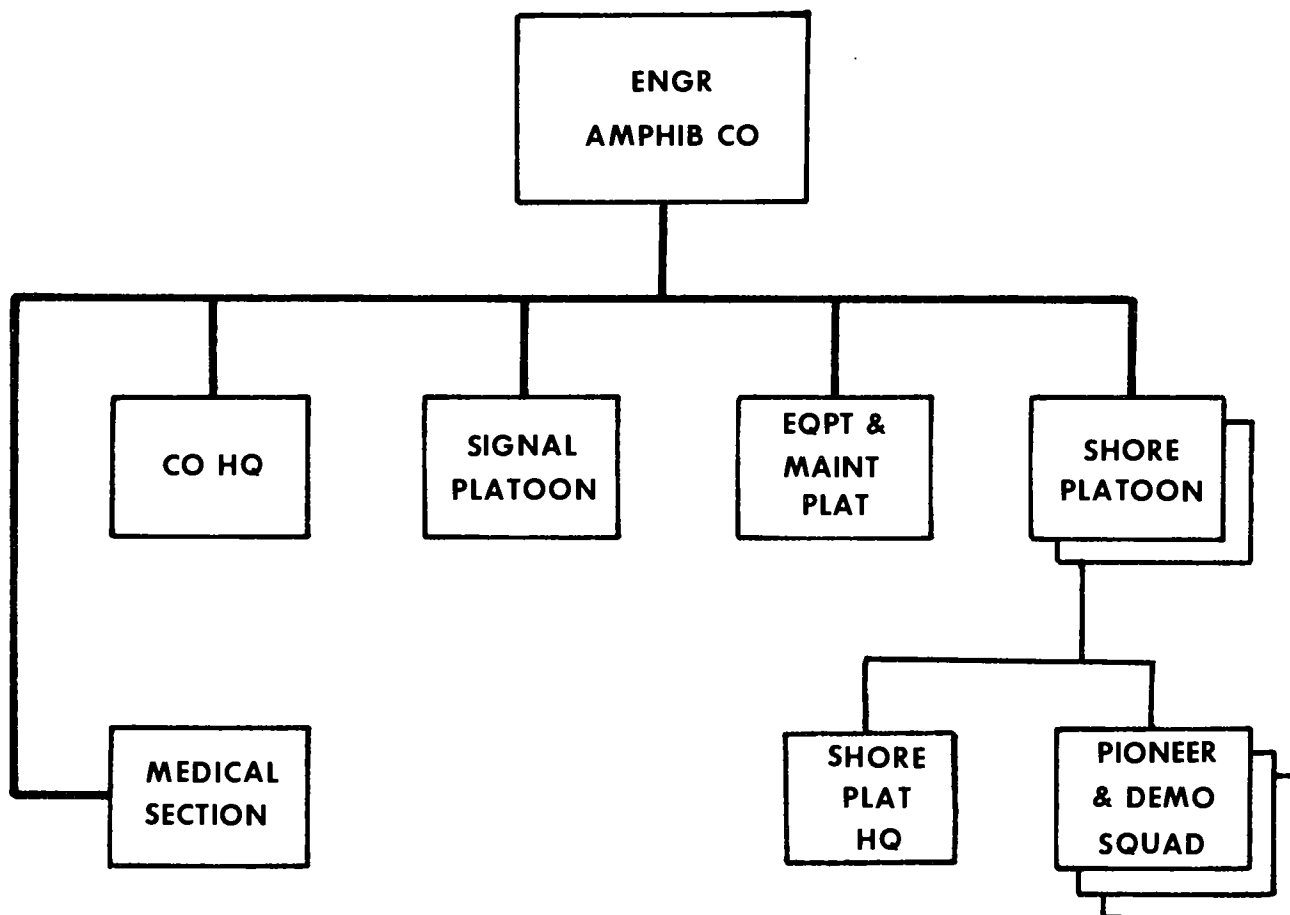 ENGR
AMPHIB CO
CO HQ
SIGNAL
PLATOON
EQPT &
MAINT
PLAT
SHORE
PLATOON
MEDICAL
SECTION
SHORE
PLAT
HQ
PIONEER
& DEMO
SQUAD